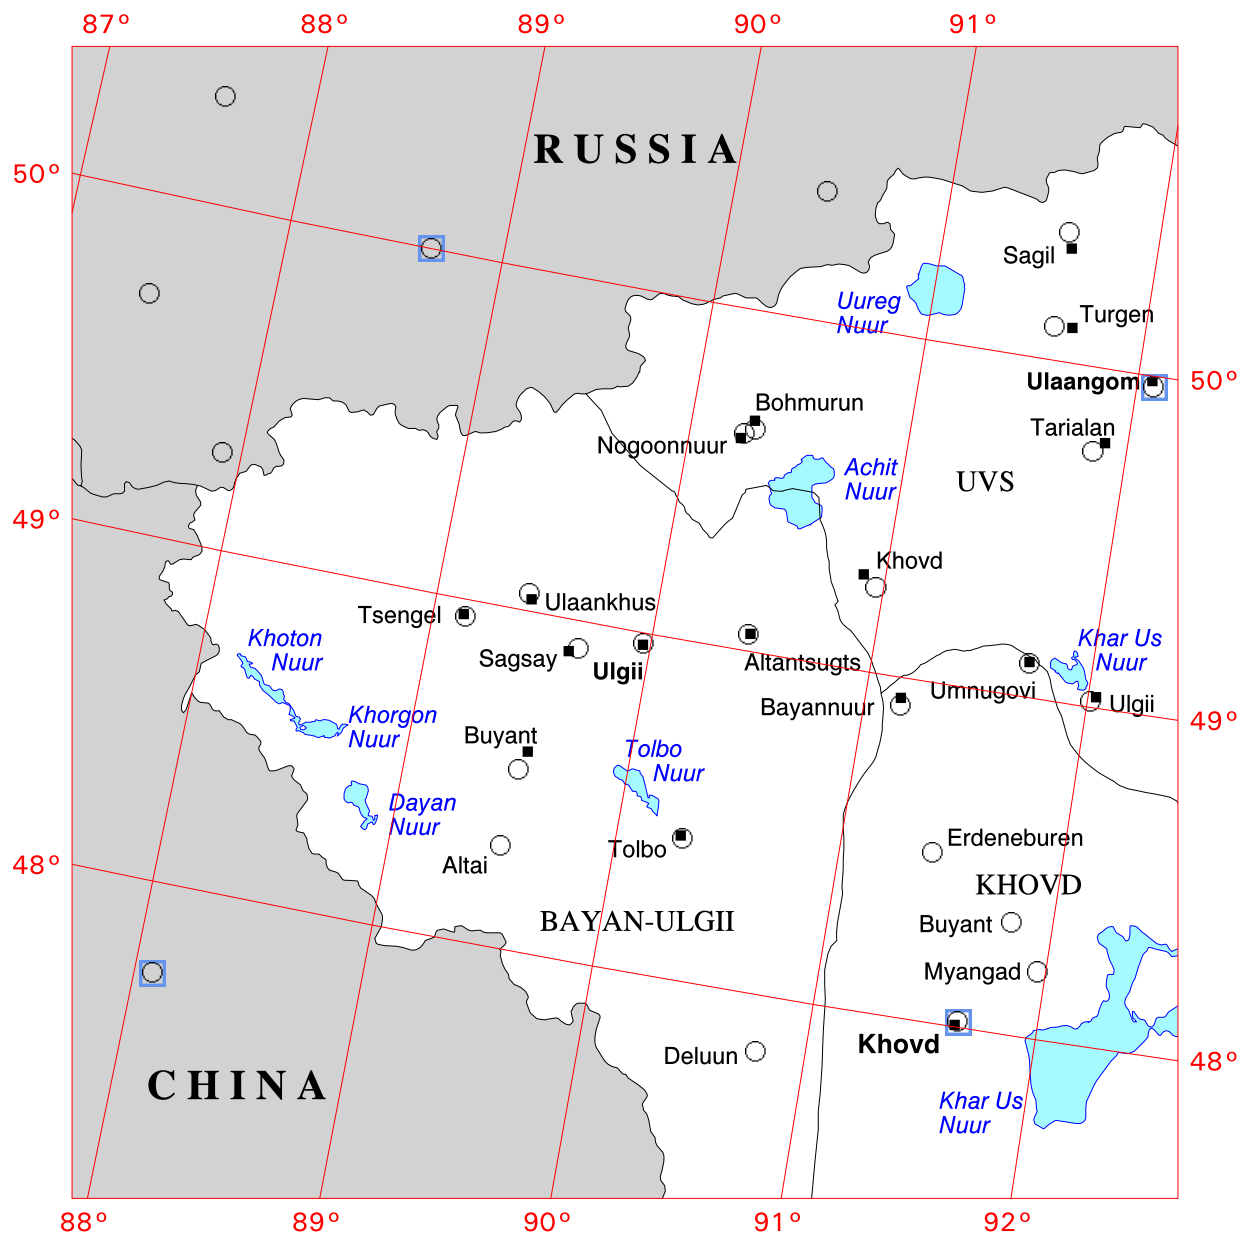 87° 88° 89° 90° 91°
RUSSIA
50°
Sagil
Uureg
Nuur
Turgen
Ulaangom
50°
Bohmurun
Nogoonnuur
Tarialan
Achit
Nuur
UVS
49°
Khovd
Ulaankhus
Tsengel
Khoton
Nuur
Sagsay
Ulgii
Altantsugts
Khar Us
Nuur
Umnugovi
Bayannuur
Ulgii
49°
Khorgon
Nuur
Buyant
Tolbo
Nuur
Dayan
Nuur
Altai
Tolbo
Erdeneburen
48°
KHOVD
BAYAN-ULGII
Buyant
Myangad
Khovd
Deluun
48°
CHINA
Khar Us
Nuur
88° 89° 90° 91° 92°